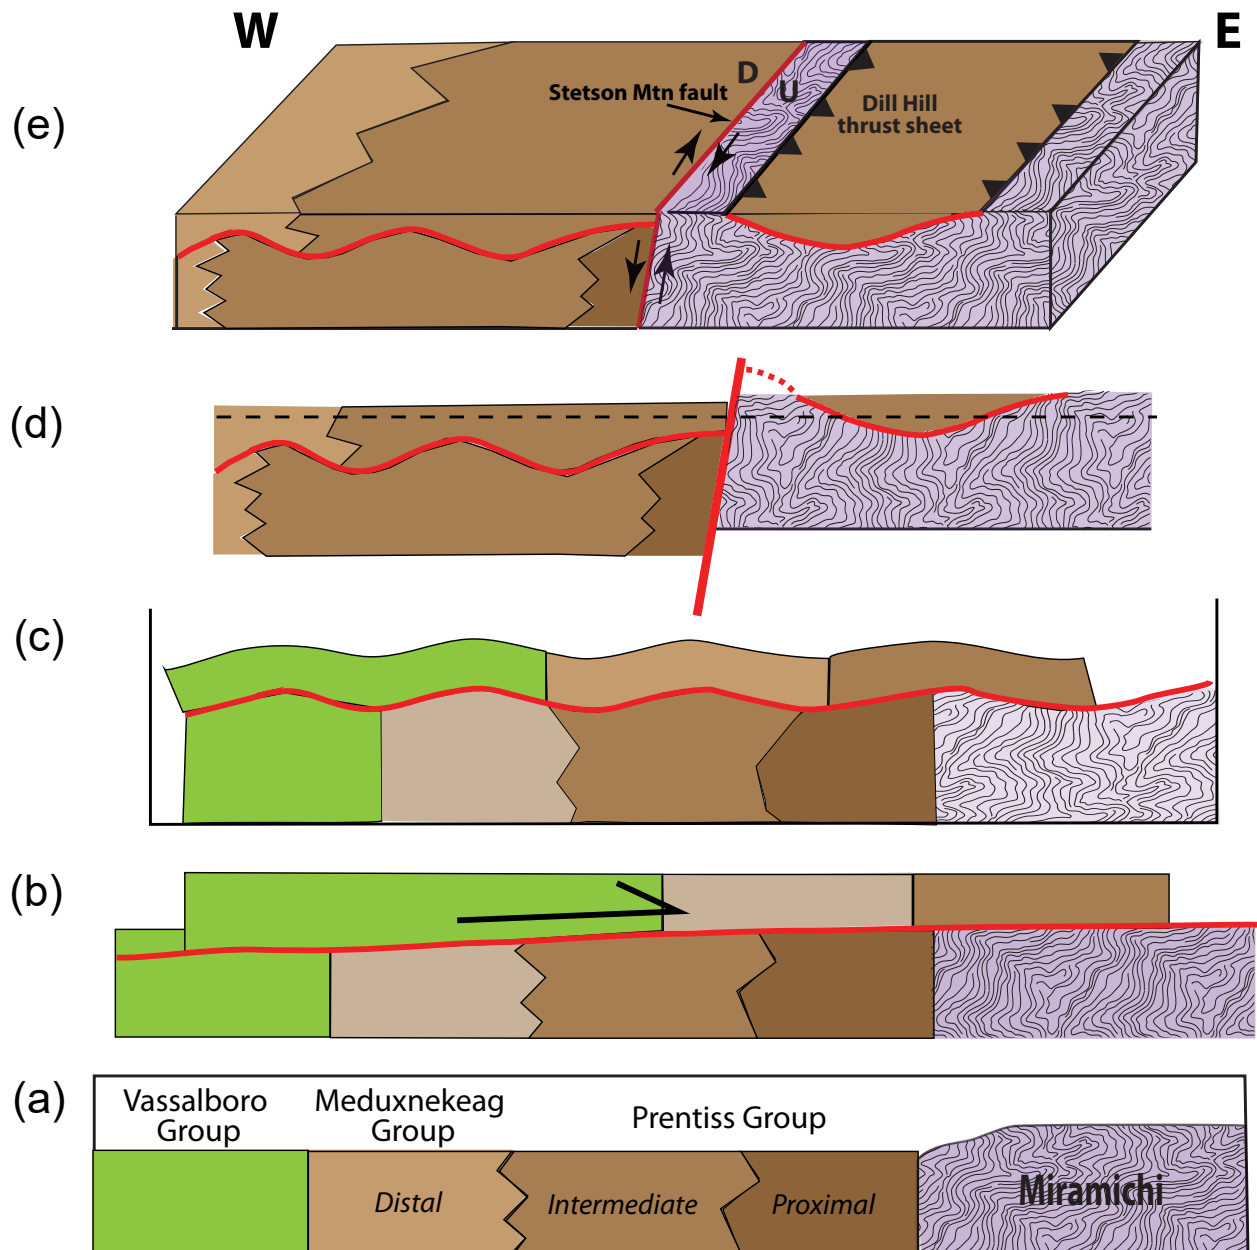 W
E
(e)
D
U
Stetson Mtn fault
Dill Hill
thrust sheet
(d)
(c)
(b)
(a)
Vassalboro
Group
Meduxnekeag
Group
Prentiss Group
Distal
Intermediate
Proximal
Miramichi